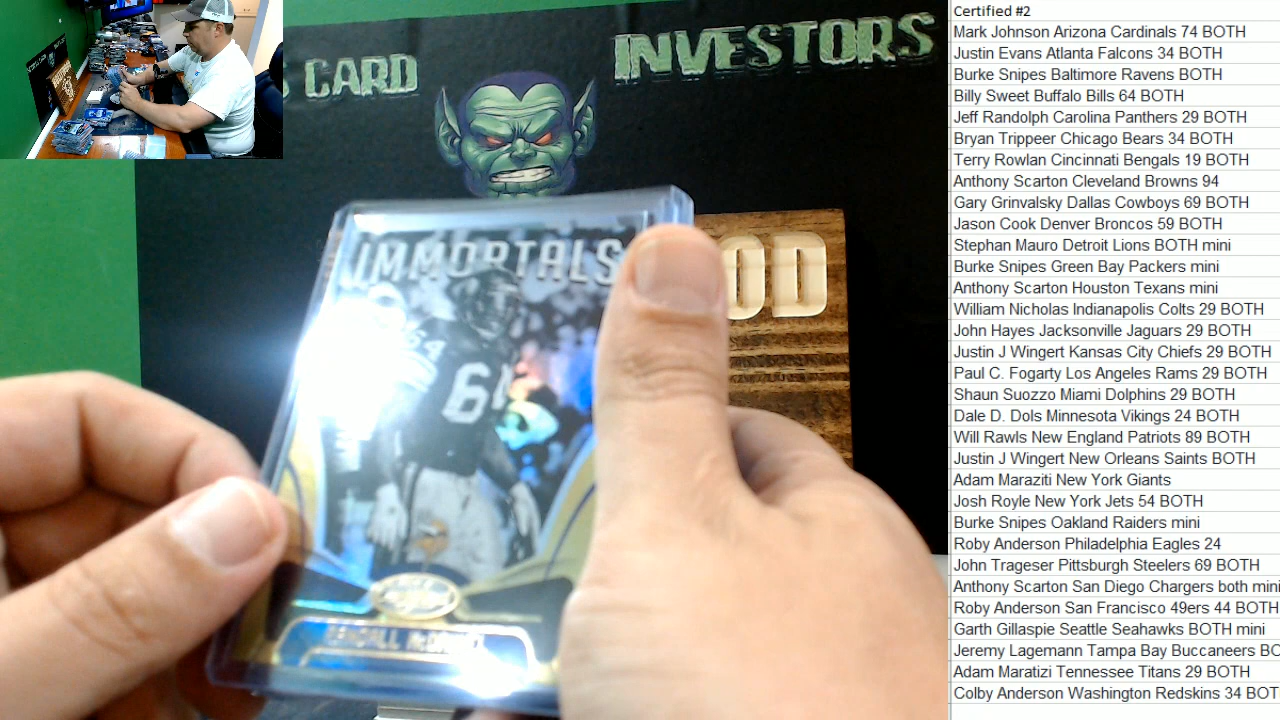 S CARD
INVESTORS
OD
IMMORTALS
64
64
Certified #2
Mark Johnson Arizona Cardinals 74 BOTH
Justin Evans Atlanta Falcons 34 BOTH
Burke Snipes Baltimore Ravens BOTH
Billy Sweet Buffalo Bills 64 BOTH
Jeff Randolph Carolina Panthers 29 BOTH
Bryan Trippeer Chicago Bears 34 BOTH
Terry Rowlan Cincinnati Bengals 19 BOTH
Anthony Scarton Cleveland Browns 94
Gary Grinvalsky Dallas Cowboys 69 BOTH
Jason Cook Denver Broncos 59 BOTH
Stephan Mauro Detroit Lions BOTH mini
Burke Snipes Green Bay Packers mini
Anthony Scarton Houston Texans mini
William Nicholas Indianapolis Colts 29 BOTH
John Hayes Jacksonville Jaguars 29 BOTH
Justin J Wingert Kansas City Chiefs 29 BOTH
Paul C. Fogarty Los Angeles Rams 29 BOTH
Shaun Suozzo Miami Dolphins 29 BOTH
Dale D. Dols Minnesota Vikings 24 BOTH
Will Rawls New England Patriots 89 BOTH
Justin J Wingert New Orleans Saints BOTH
Adam Maraziti New York Giants
Josh Royle New York Jets 54 BOTH
Burke Snipes Oakland Raiders mini
Roby Anderson Philadelphia Eagles 24
John Trageser Pittsburgh Steelers 69 BOTH
Anthony Scarton San Diego Chargers both mini
Roby Anderson San Francisco 49ers 44 BOTH
Garth Gillaspie Seattle Seahawks BOTH mini
Jeremy Lagemann Tampa Bay Buccaneers BO
Adam Maratizi Tennessee Titans 29 BOTH
Colby Anderson Washington Redskins 34 BOT